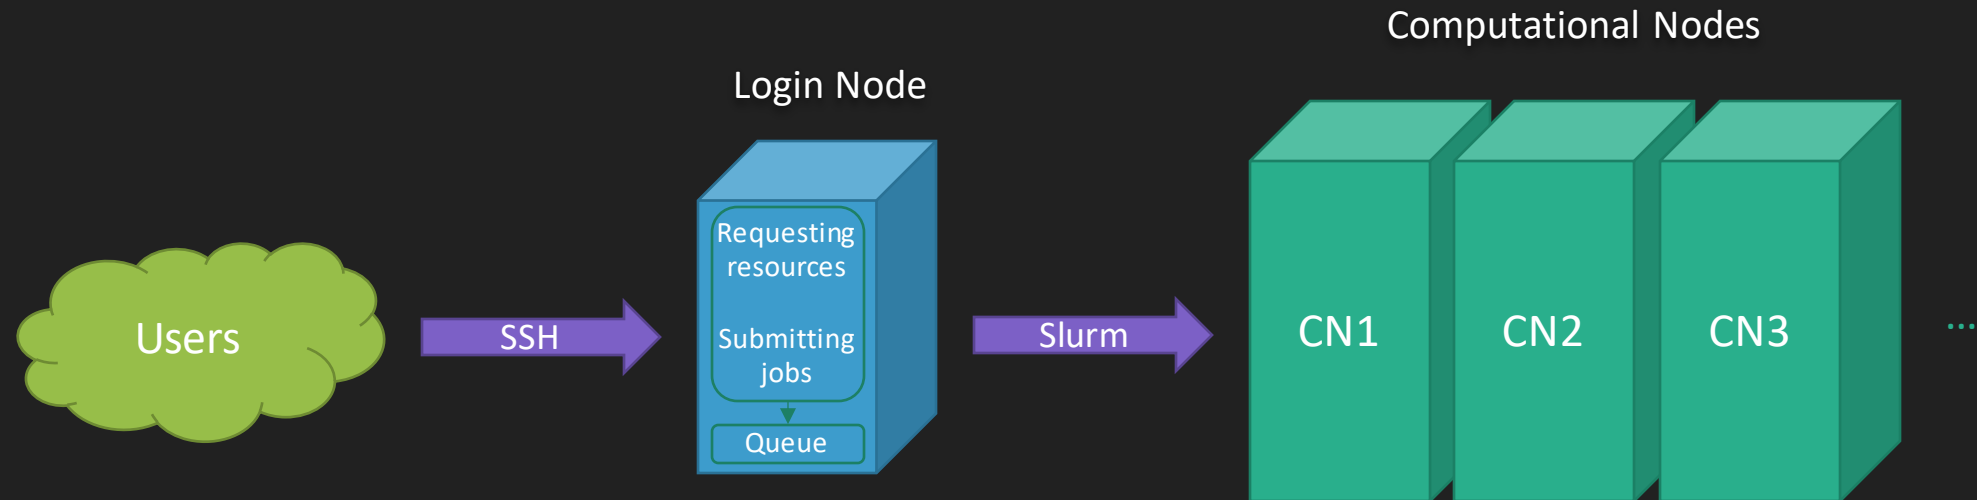 Computational Nodes
Login Node
Requesting
resources
Submitting
jobs
Queue
Users
SSH
Slurm
CN1
CN2
CN3
...